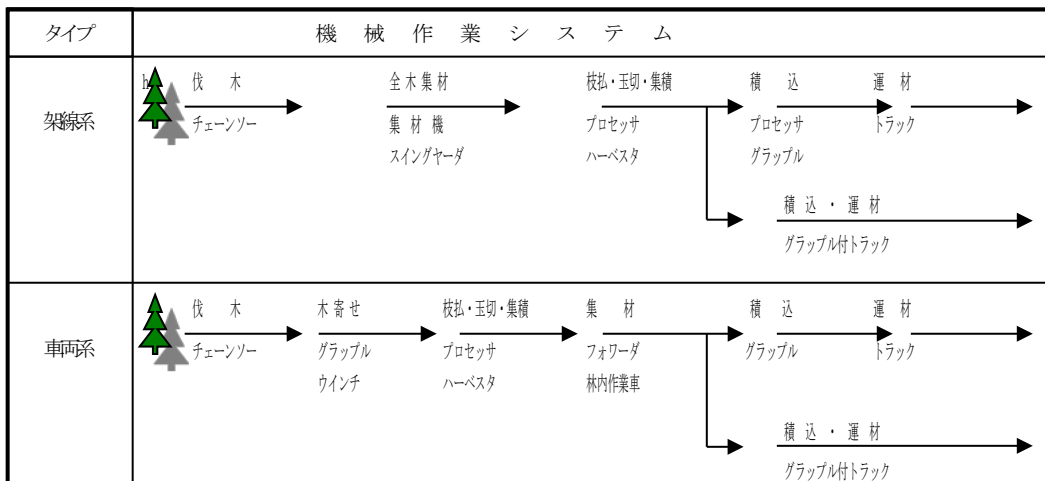 タイプ
機械作業システム
架線系
h
伐木
チェーンソー
全木集材
集材機
スイングヤーダ
枝払・玉切・集積
プロセッサ
ハーベスタ
積込
プロセッサ
グラップル
運材
トラック
積込・運材
グラップル付トラック
車両系
伐木
チェーンソー
木寄せ
グラップル
ウインチ
枝払・玉切・集積
プロセッサ
ハーベスタ
集材
フォワーダ
林内作業車
積込
グラップル
運材
トラック
積込・運材
グラップル付トラック